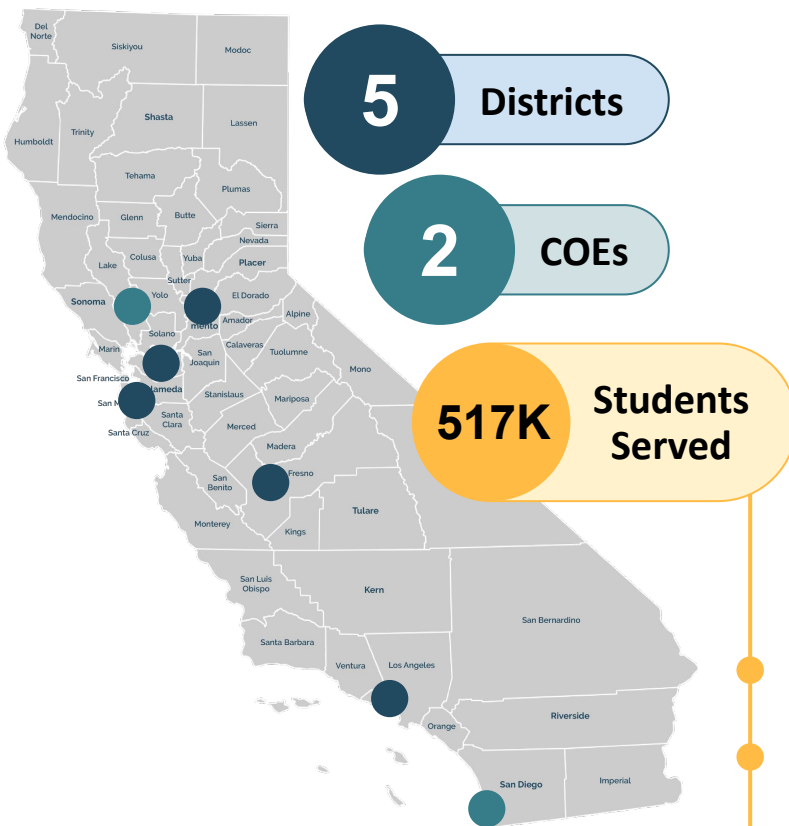 Del
Norte
Siskiyou
Modoc
5
Districts
Shasta
Lassen
Trinity
Humboldt
Tehama
Plumas
2
COEs
Mendocino
Glenn
Butte
Sierra
Nevada
Colusa
Yuba
Placer
Lake
Sutter
Yolo
El Dorado
Sonoma
mento
Alpine
Amador
Solano
Marin
San
Joaquin
Calaveras
Tuolumne
Mono
San Francisco
lameda
Stanislaus
Mariposa
517K
Students
Served
San M
Santa
Clara
Merced
Santa Cruz
Madera
San
Benito
Fresno
Tulare
Monterey
Kings
San Luis
Obispo
Kern
San Bernardino
Santa Barbara
Ventura
Los Angeles
Orange
Riverside
San Diego
Imperial